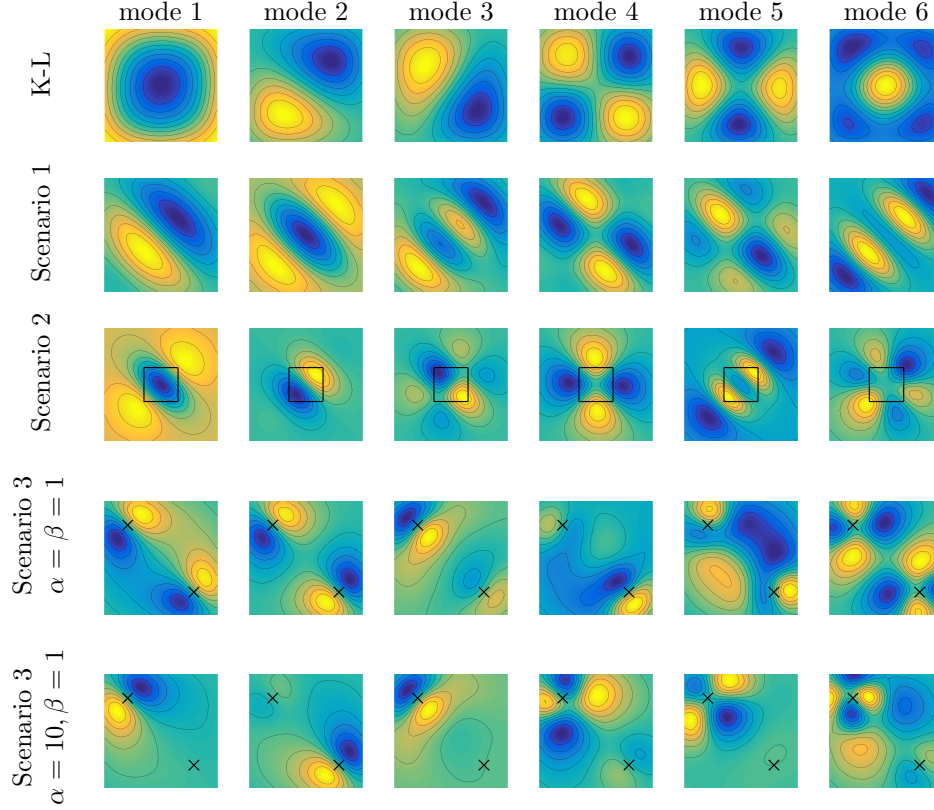 mode 1 mode 2 mode 3 mode 4 mode 5 mode 6
K-L
Scenario 1
Scenario 2
Scenario 3
α = β = 1
Scenario 3
α = 10, β = 1